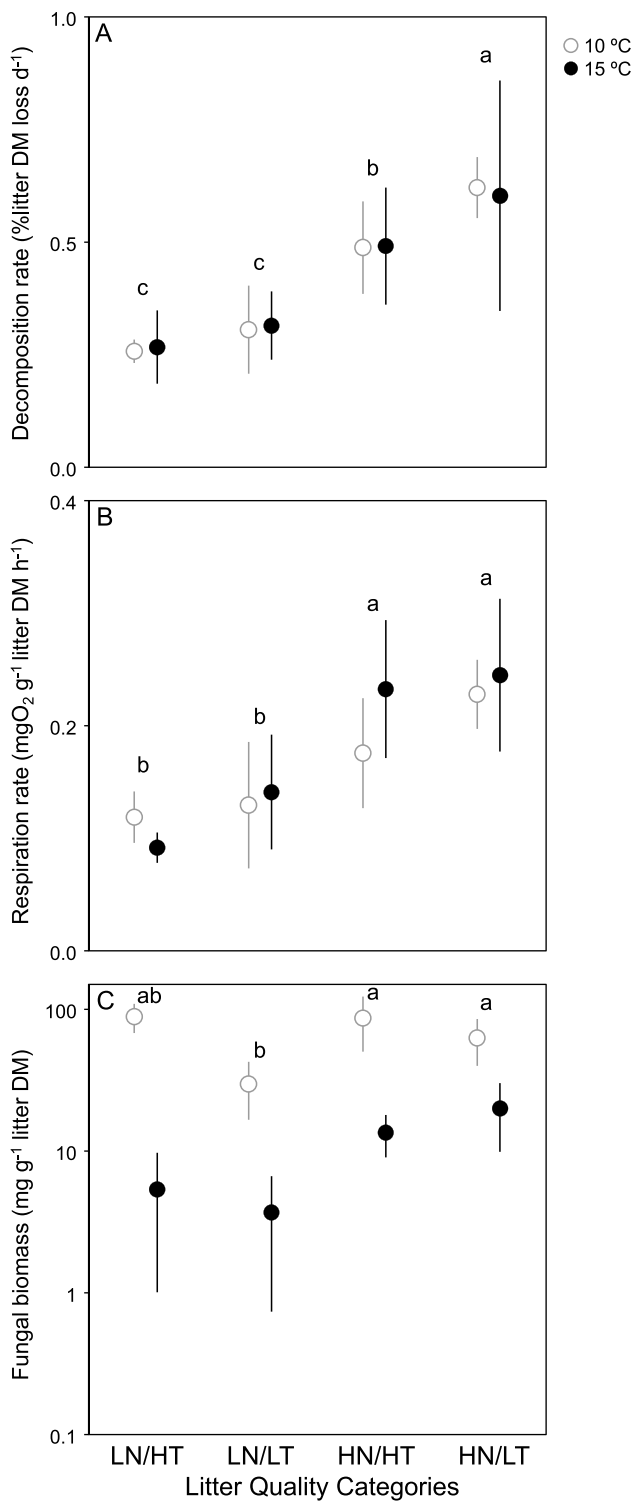 A
1.0
0.5
0.0
Decomposition rate (%litter DM loss d-1)
a
b
c
c
10 ºC
15 ºC
B
0.4
0.2
0.0
Respiration rate (mgO2 g-1 litter DM h-1)
a
a
b
b
C
100
10
1
0.1
Fungal biomass (mg g-1 litter DM)
ab
b
a
a
LN/HT LN/LT HN/HT HN/LT
Litter Quality Categories